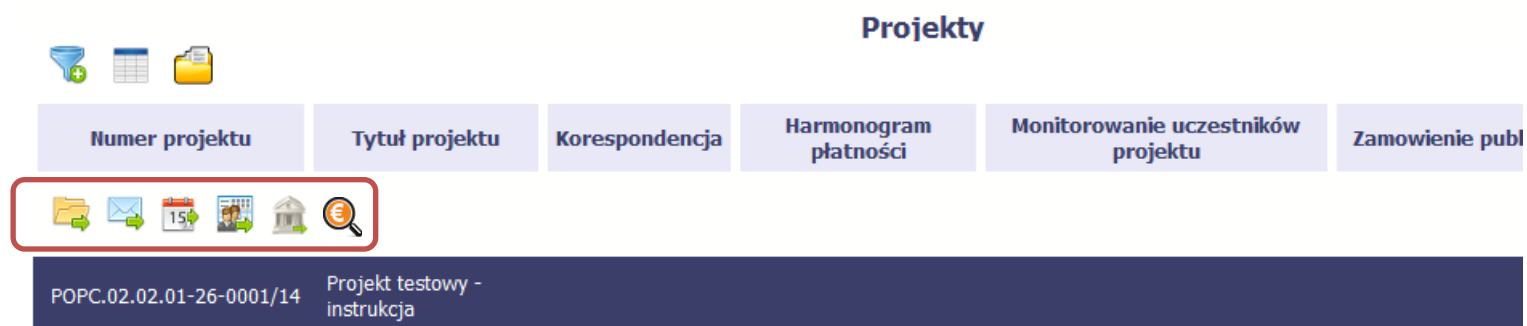 Projekty
Numer projektu
Tytuł projektu
Korespondencja
Harmonogram
płatności
Monitorowanie uczestników
projektu
Zamowienie publ
15
POPC.02.02.01-26-0001/14
Projekt testowy -
instrukcja